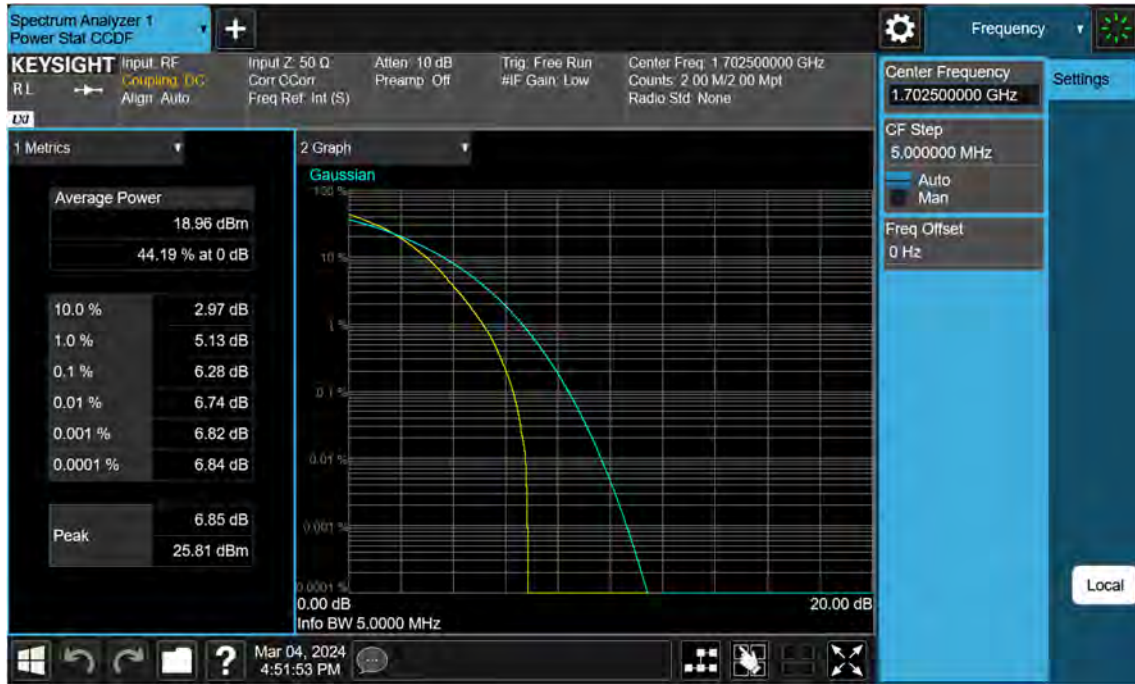 Spectrum Analyzer 1
Power Stat CCDF
Frequency
KEYSIGHT
RL
LXI
Input: RF
Coupling: DC
Align: Auto
Input Z: 50 Ω
Corr CCorr
Freq Ref: Int (S)
Atten: 10 dB
Preamp: Off
Trig: Free Run
#IF Gain: Low
Center Freq: 1.702500000 GHz
Counts: 2.00 M/2.00 Mpt
Radio Std: None
Center Frequency
1.702500000 GHz
Settings
CF Step
5.000000 MHz
Auto
Man
Freq Offset
0 Hz
Local
1 Metrics
Average Power
18.96 dBm
44.19 % at 0 dB
10.0 % 2.97 dB
1.0 % 5.13 dB
0.1 % 6.28 dB
0.01 % 6.74 dB
0.001 % 6.82 dB
0.0001 % 6.84 dB
Peak
6.85 dB
25.81 dBm
2 Graph
Gaussian
100 %
10 %
1 %
0.1 %
0.01 %
0.001 %
0.0001 %
0.00 dB
20.00 dB
Info BW 5.0000 MHz
?
Mar 04, 2024
4:51:53 PM